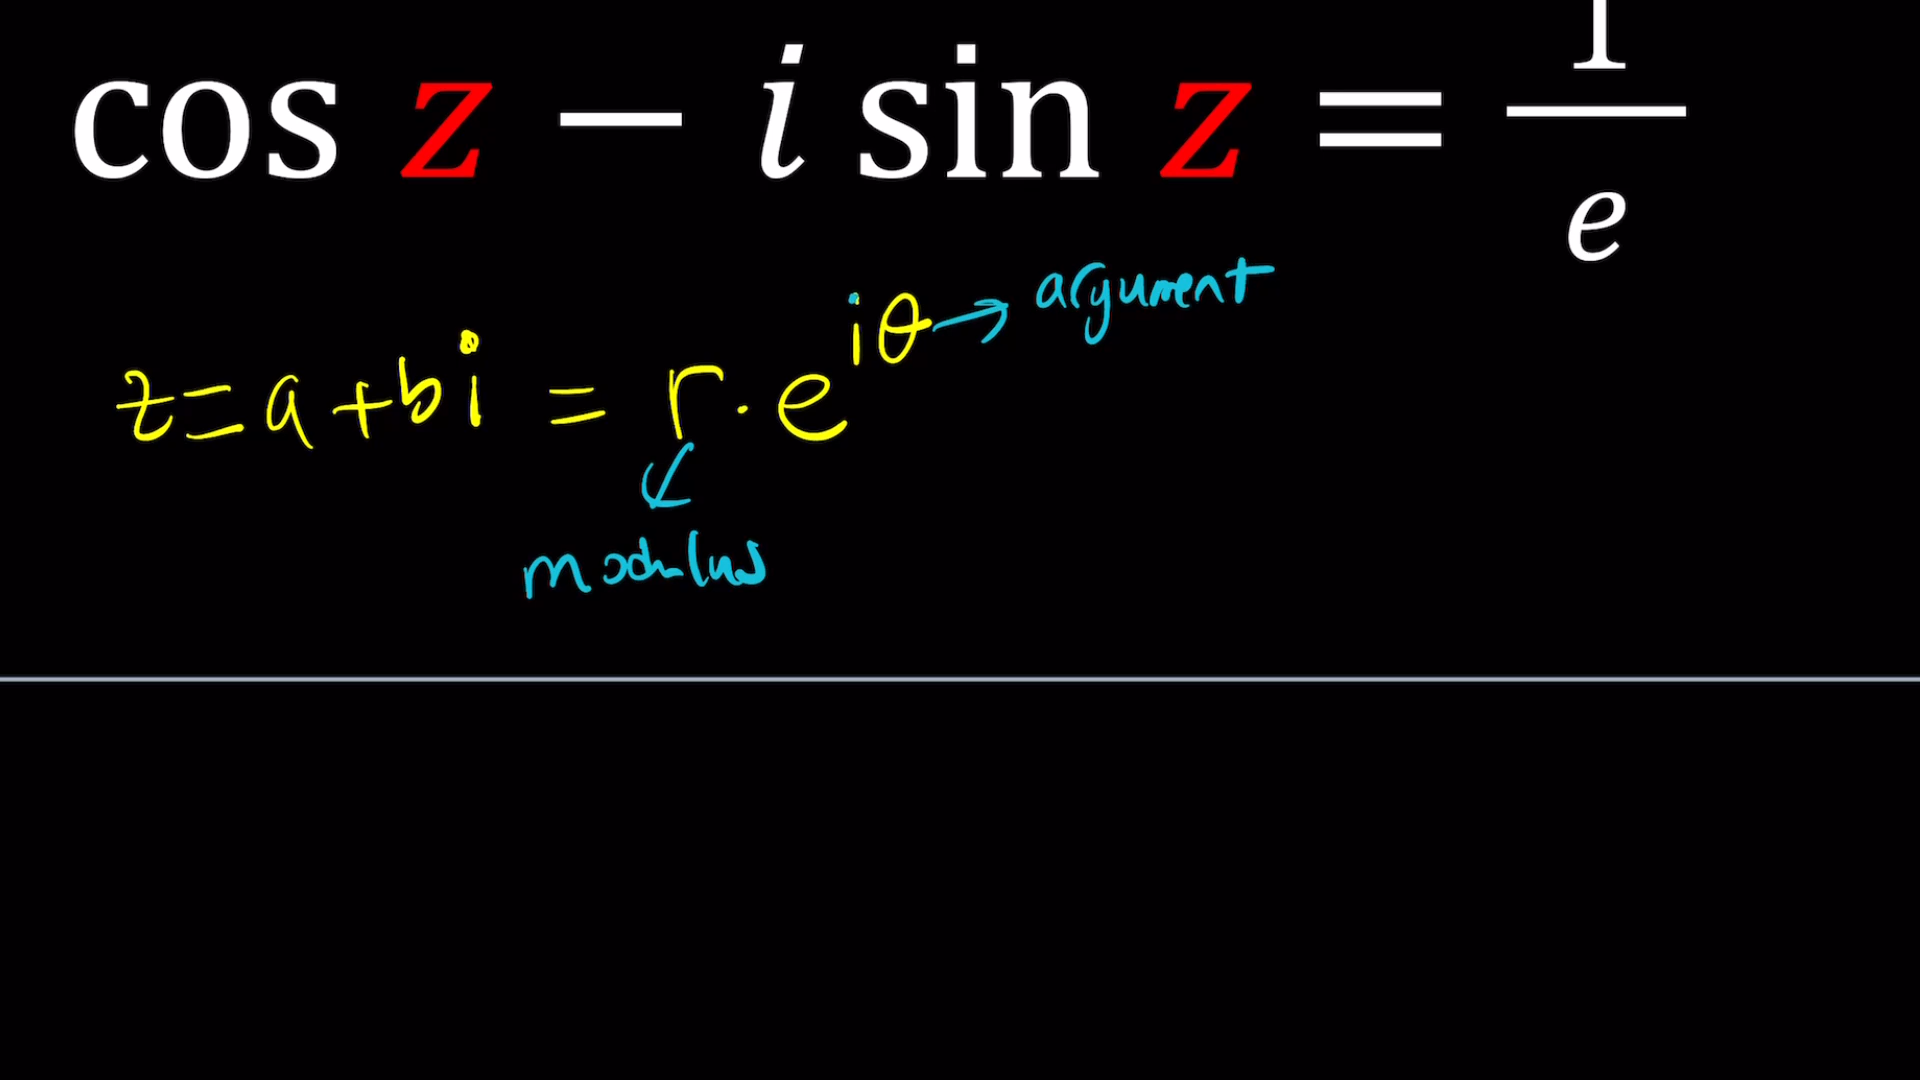 cos z − i sin z = 1/e
z = a + bi = r · e^{iθ} → argument
modulus